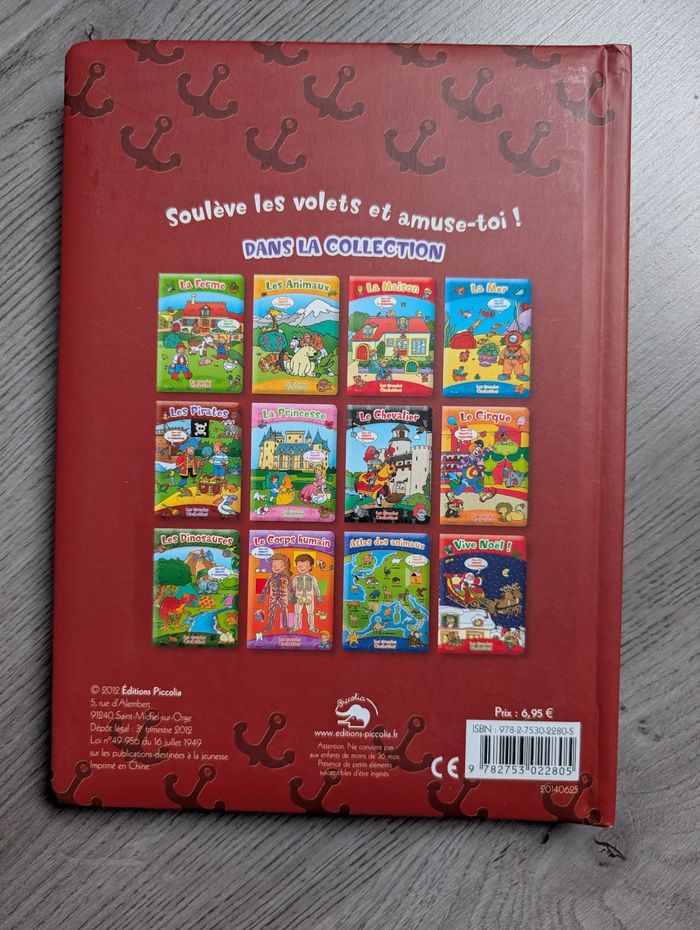 Soulève les volets et amuse-toi !
DANS LA COLLECTION
La Ferme
Les Animaux
La Maison
La Mer
Les Pirates
La Princesse
Le Chevalier
Le Cirque
Les Dinosaures
Le Corps humain
Atlas des animaux
Vive Noël !
© 2012 Éditions Piccolia
5, rue d'Alembert
91240 Saint-Michel-sur-Orge
Dépôt légal : 3e trimestre 2012
Loi n°49-956 du 16 juillet 1949
sur les publications destinées à la jeunesse.
Imprimé en Chine.
Piccolia
www.editions-piccolia.fr
Attention. Ne convient pas
aux enfants de moins de 36 mois.
Présence de petits éléments
susceptibles d'être ingérés.
CE
Prix : 6,95 €
ISBN : 978-2-7530-2280-5
9 782753 022805
20140625